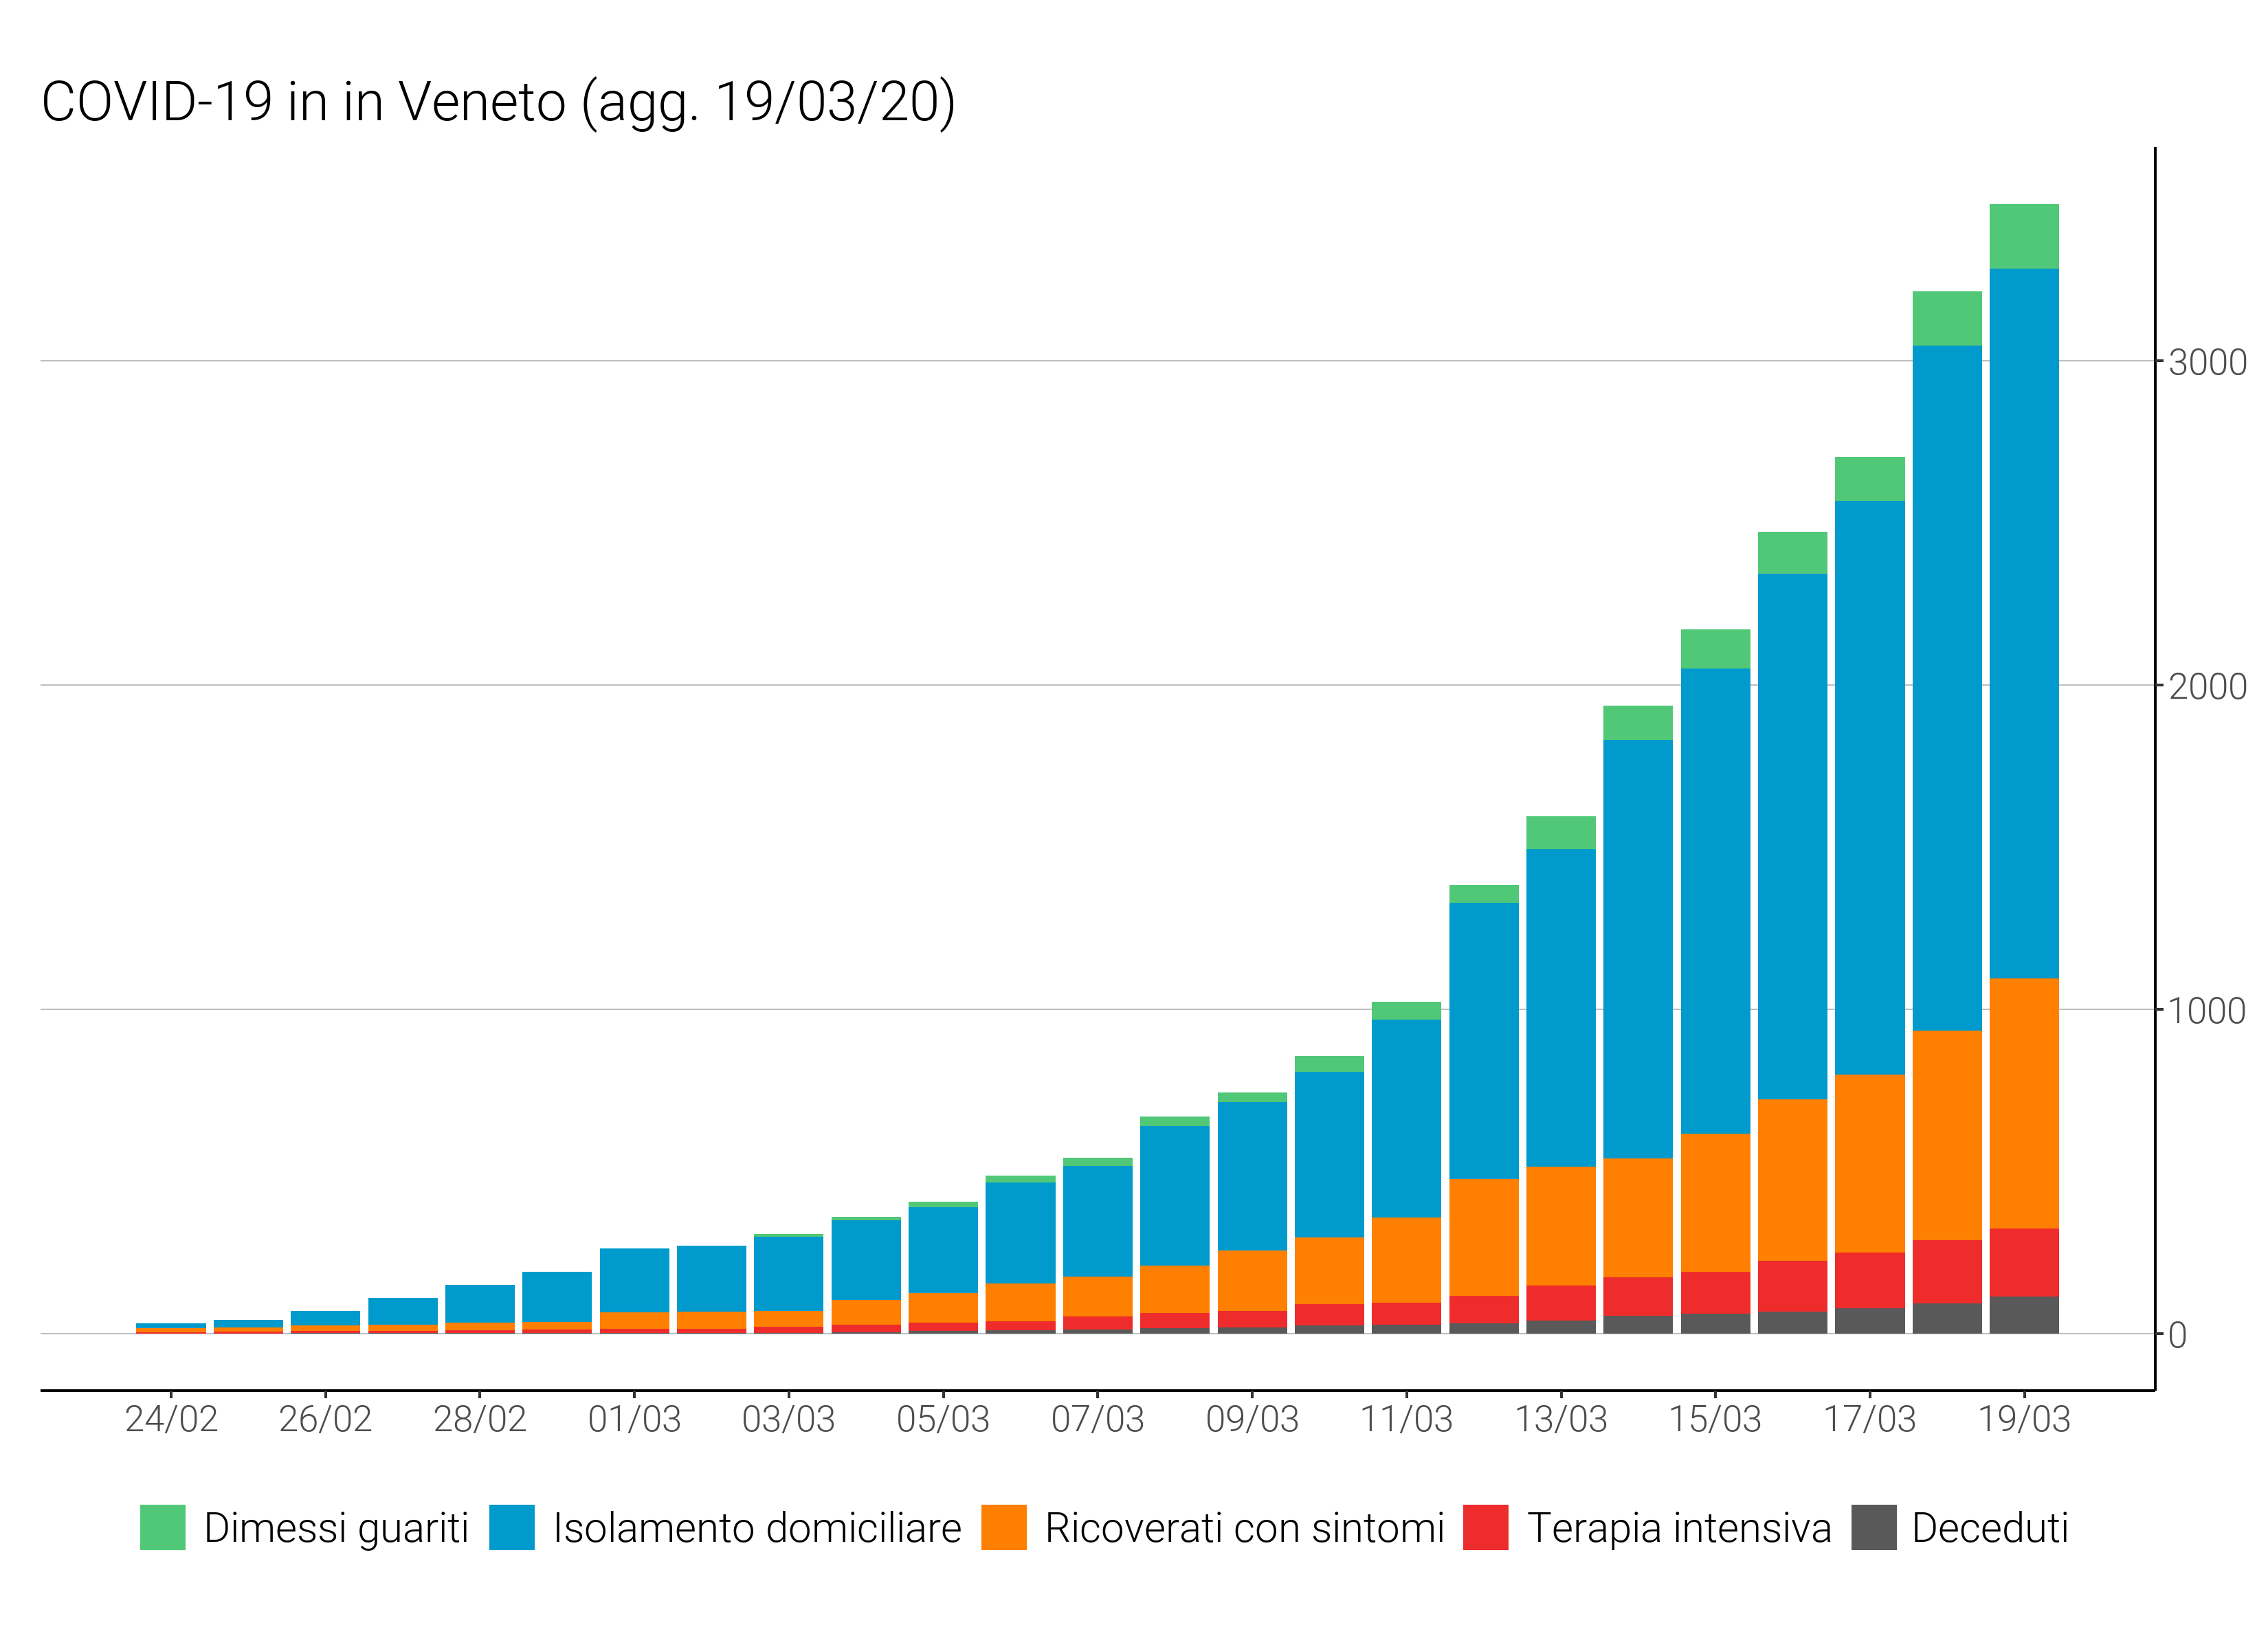 COVID-19 in in Veneto (agg. 19/03/20)
3000
2000
1000
0
24/02 26/02 28/02 01/03 03/03 05/03 07/03 09/03 11/03 13/03 15/03 17/03 19/03
Dimessi guariti Isolamento domiciliare Ricoverati con sintomi Terapia intensiva Deceduti